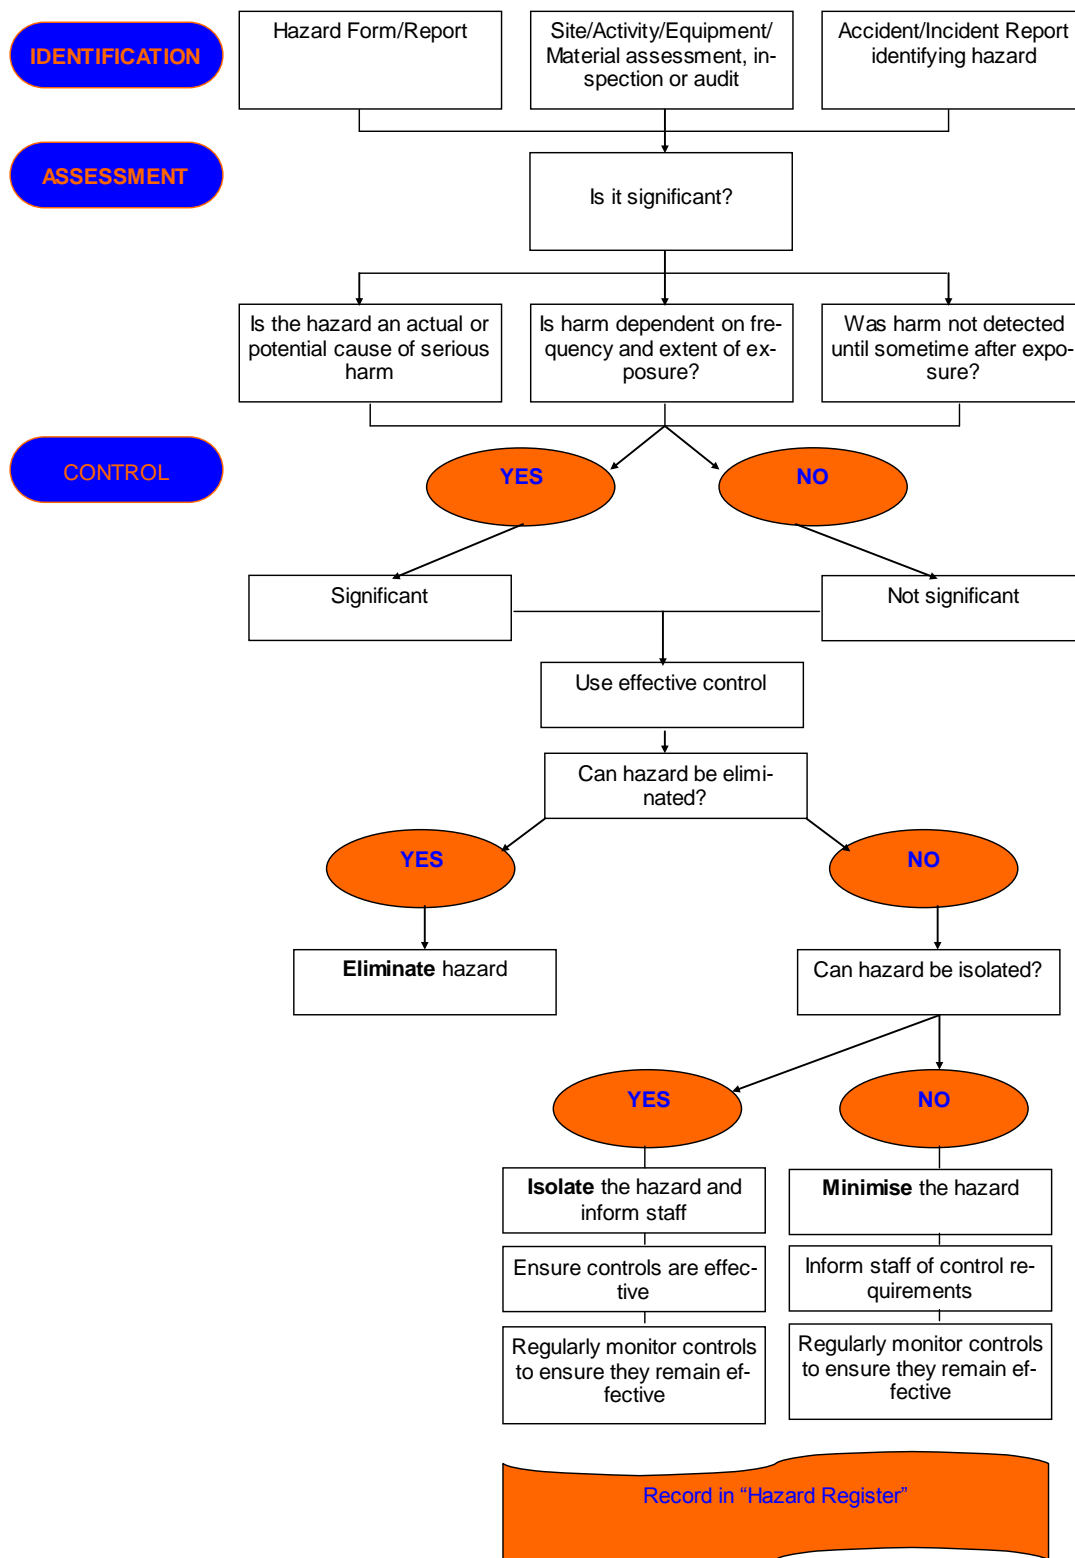 IDENTIFICATION
Hazard Form/Report
Site/Activity/Equipment/
Material assessment, in-
spection or audit
Accident/Incident Report
identifying hazard
ASSESSMENT
Is it significant?
Is the hazard an actual or
potential cause of serious
harm
Is harm dependent on fre-
quency and extent of ex-
posure?
Was harm not detected
until sometime after expo-
sure?
CONTROL
YES
NO
Significant
Not significant
Use effective control
Can hazard be elimi-
nated?
YES
NO
Eliminate hazard
Can hazard be isolated?
YES
NO
Isolate the hazard and
inform staff
Minimise the hazard
Ensure controls are effec-
tive
Inform staff of control re-
quirements
Regularly monitor controls
to ensure they remain ef-
fective
Regularly monitor controls
to ensure they remain ef-
fective
Record in “Hazard Register”